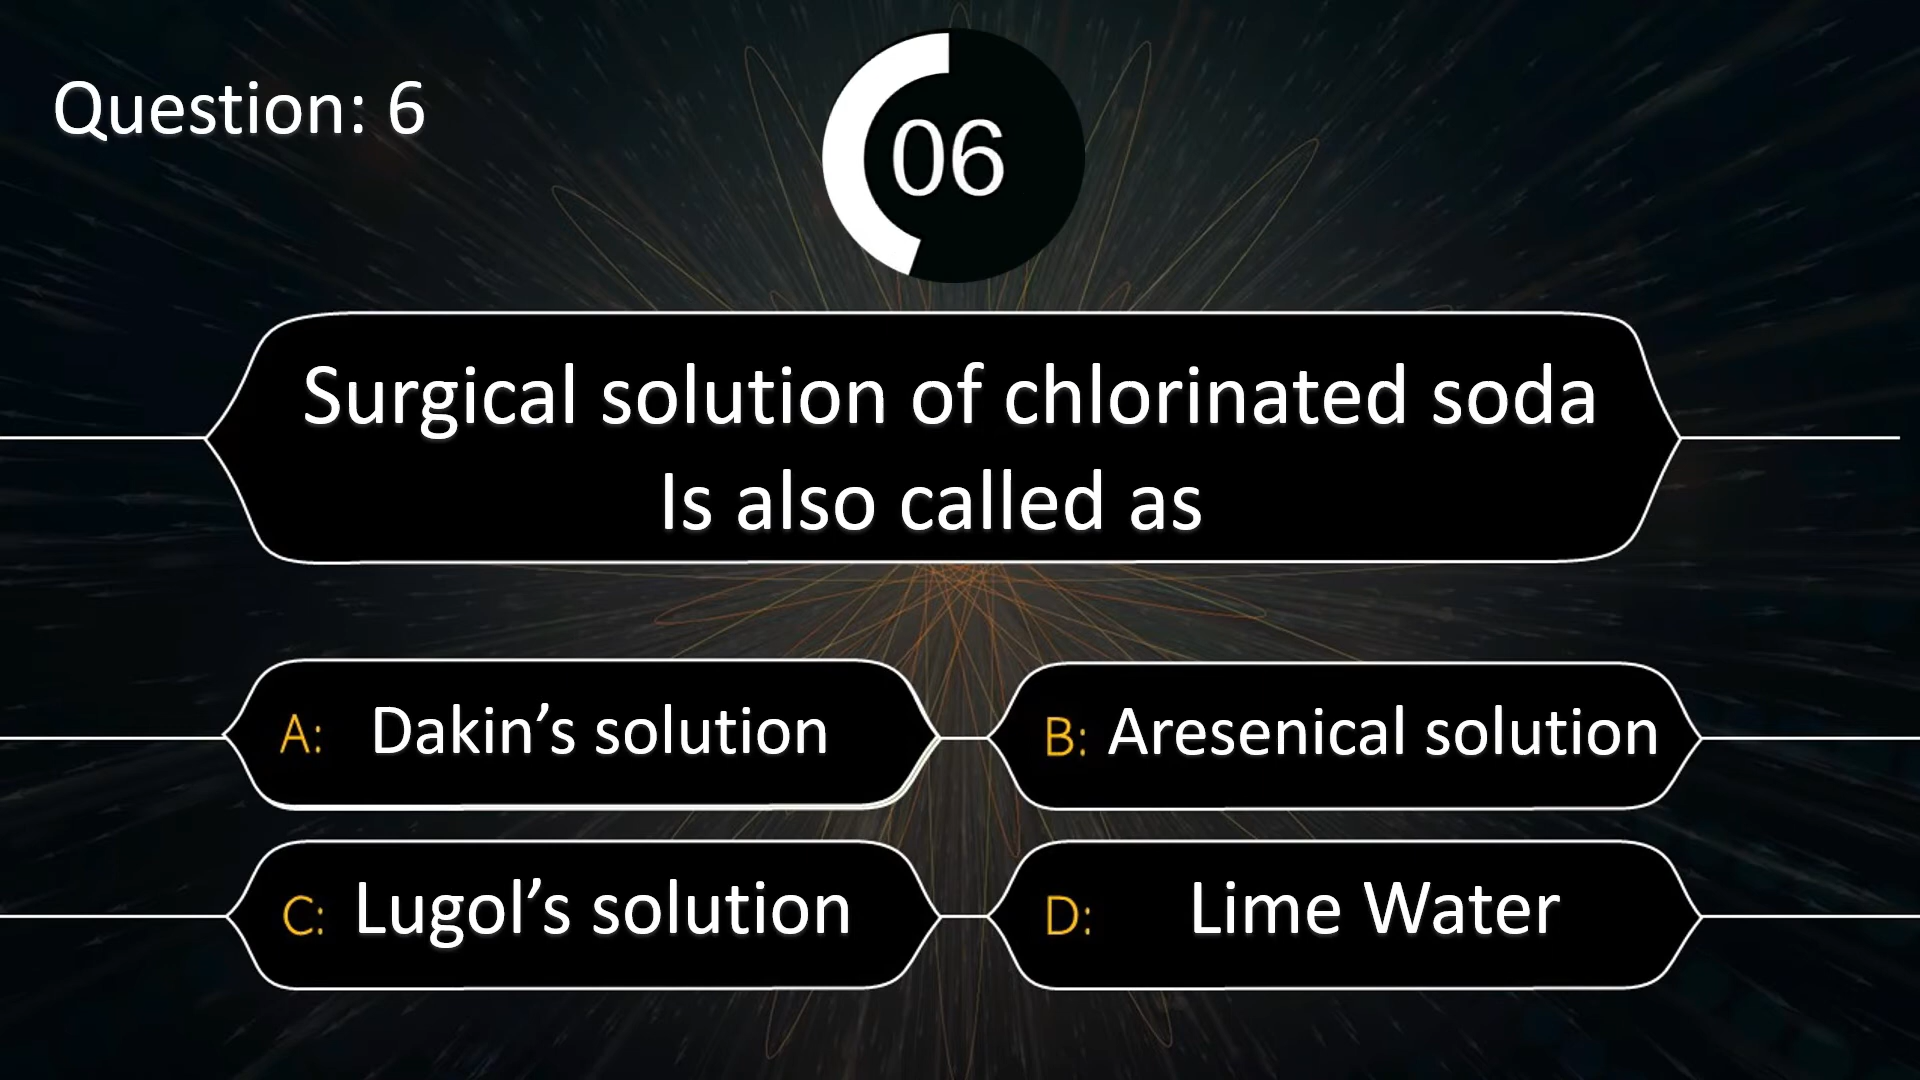 Question: 6
06
Surgical solution of chlorinated soda
Is also called as
A: Dakin’s solution
B: Aresenical solution
C: Lugol’s solution
D: Lime Water